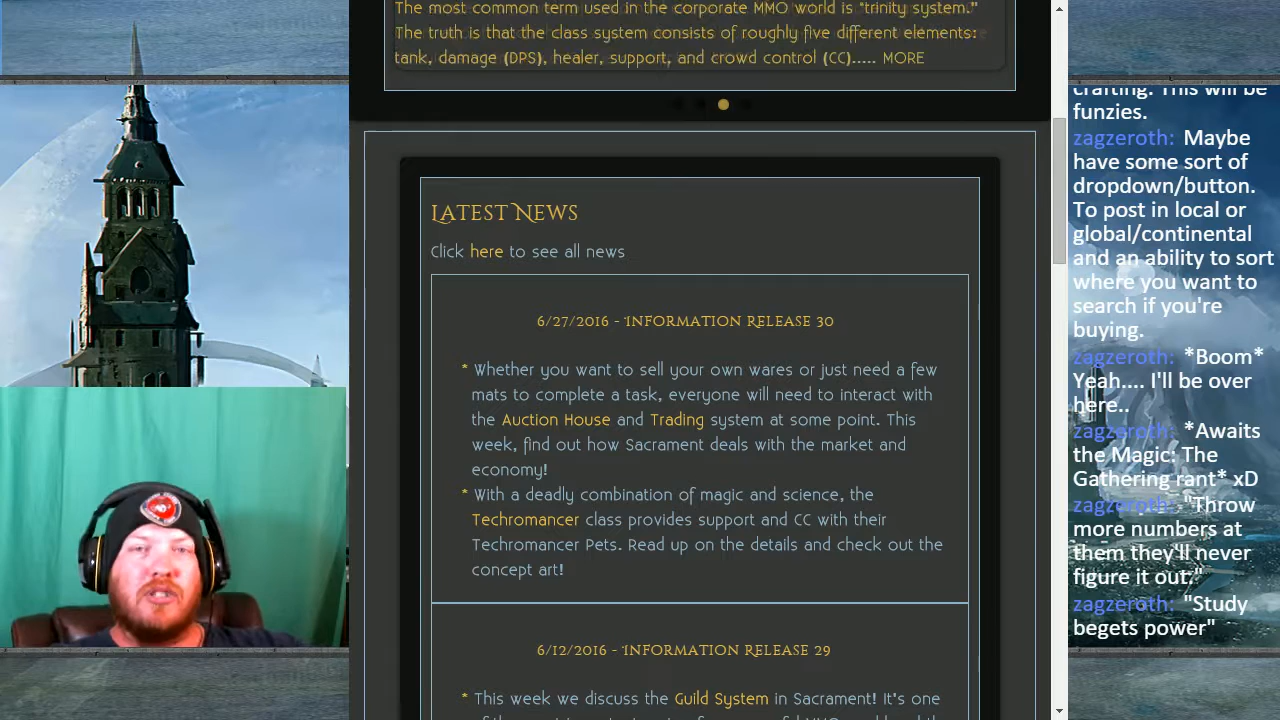 The most common term used in the corporate MMO world is "trinity system."
The truth is that the class system consists of roughly five different elements:
tank, damage (DPS), healer, support, and crowd control (CC)..... MORE
Latest News
Click here to see all news
6/27/2016 - Information Release 30
* Whether you want to sell your own wares or just need a few
mats to complete a task, everyone will need to interact with
the Auction House and Trading system at some point. This
week, find out how Sacrament deals with the market and
economy!
* With a deadly combination of magic and science, the
Techromancer class provides support and CC with their
Techromancer Pets. Read up on the details and check out the
concept art!
6/12/2016 - Information Release 29
* This week we discuss the Guild System in Sacrament! It's one
crafting. This will be
funzies.
zagzeroth: Maybe
have some sort of
dropdown/button.
To post in local or
global/continental
and an ability to sort
where you want to
search if you're
buying.
zagzeroth: *Boom*
Yeah.... I'll be over
here..
zagzeroth: *Awaits
the Magic: The
Gathering rant* xD
zagzeroth: "Throw
more numbers at
them they'll never
figure it out."
zagzeroth: "Study
begets power"